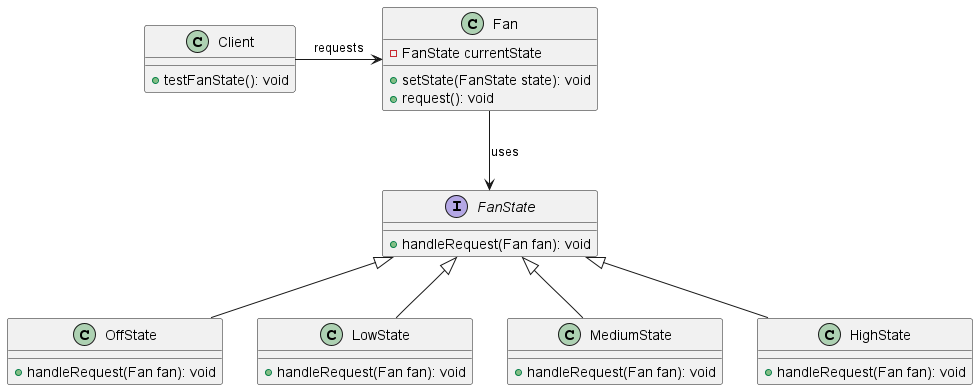 C Client
+ testFanState(): void
requests
C Fan
FanState currentState
setState(FanState state): void
request(): void
uses
I FanState
handleRequest(Fan fan): void
C OffState
handleRequest(Fan fan): void
C LowState
handleRequest(Fan fan): void
C MediumState
handleRequest(Fan fan): void
C HighState
handleRequest(Fan fan): void